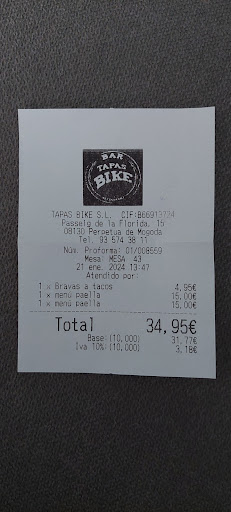 BAR
TAPAS
BIKE
TAPAS BIKE S.L. CIF:B66913724
Passeig de la Florida, 15
08130 Perpetua de Mogoda
Tel. 93 574 38 11
Núm. Proforma: 01/008559
Mesa: MESA 43
21 ene. 2024 13:47
Atendido por:
1 x Bravas a tacos 4,95€
1 x menú paella 15,00€
1 x menú paella 15,00€
Total 34,95€
Base: (10,000) 31,77€
Iva 10%: (10,000) 3,18€